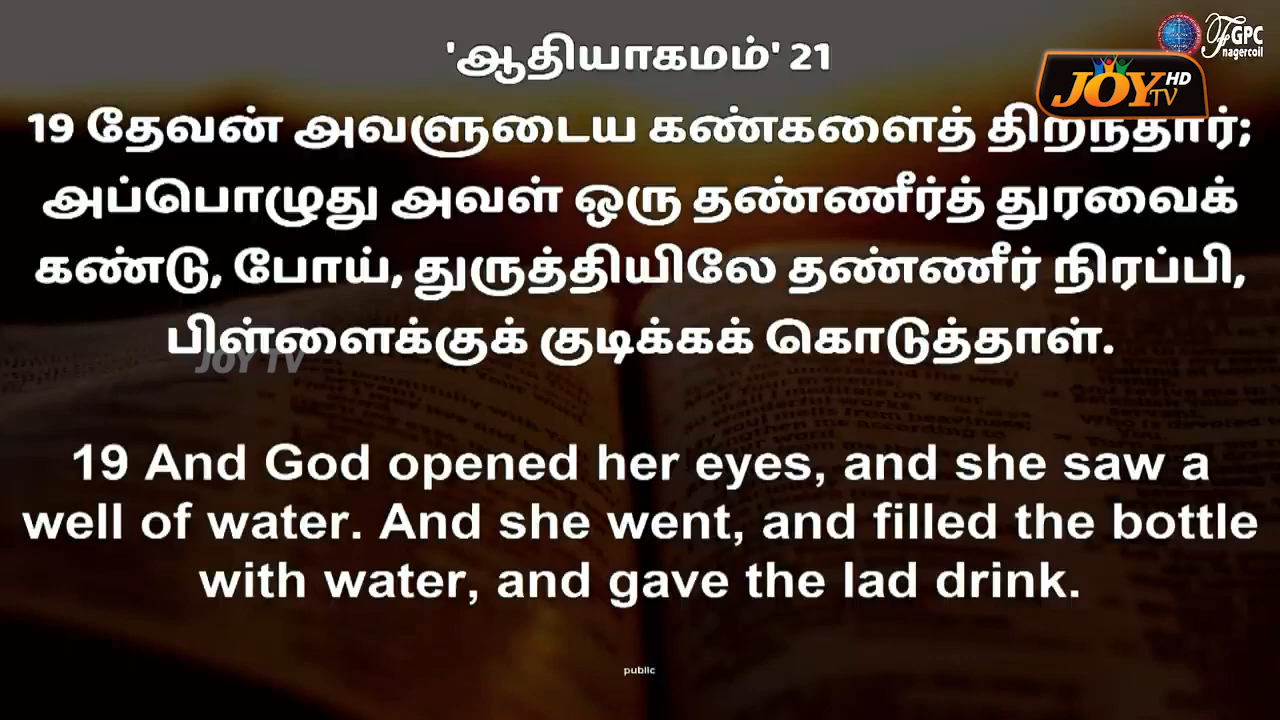 'ஆதியாகமம்' 21
GPC
nagercoil
JOY TV HD
19 தேவன் அவளுடைய கண்களைத் திறந்தார்;
அப்பொழுது அவள் ஒரு தண்ணீர்த் துரவைக்
கண்டு, போய், துருத்தியிலே தண்ணீர் நிரப்பி,
பிள்ளைக்குக் குடிக்கக் கொடுத்தாள்.
JOY TV
19 And God opened her eyes, and she saw a
well of water. And she went, and filled the bottle
with water, and gave the lad drink.
public